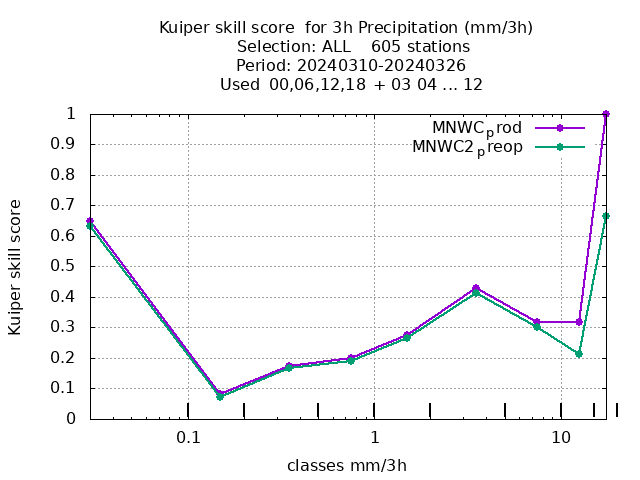 Kuiper skill score  for 3h Precipitation (mm/3h)
Selection: ALL    605 stations
Period: 20240310-20240326
Used  00,06,12,18  + 03 04 ... 12
MNWCprod
MNWC2preop
Kuiper skill score
1
0.9
0.8
0.7
0.6
0.5
0.4
0.3
0.2
0.1
0
0.1
1
10
classes mm/3h